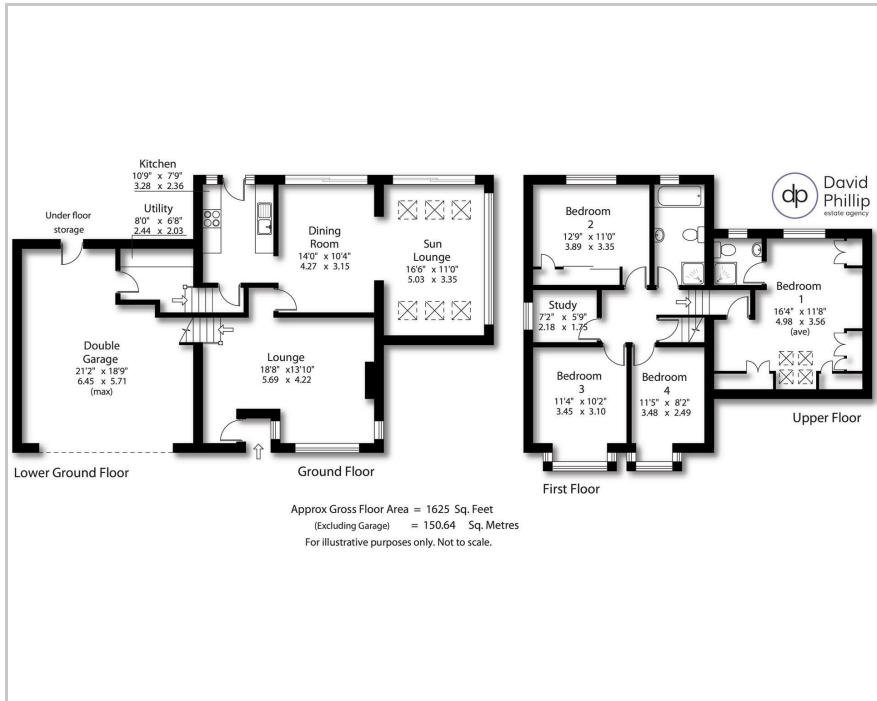 Kitchen
10'9" x 7'9"
3.28 x 2.36
Utility
8'0" x 6'8"
2.44 x 2.03
Under floor
storage
Dining
Room
14'0" x 10'4"
4.27 x 3.15
Sun
Lounge
16'6" x 11'0"
5.03 x 3.35
Double
Garage
21'2" x 18'9"
6.45 x 5.71
(max)
Lounge
18'8" x13'10"
5.69 x 4.22
Lower Ground Floor
Ground Floor
Bedroom
2
12'9" x 11'0"
3.89 x 3.35
Study
7'2" x 5'9"
2.18 x 1.75
Bedroom
3
11'4" x 10'2"
3.45 x 3.10
Bedroom
4
11'5" x 8'2"
3.48 x 2.49
First Floor
dp
David
Phillip
estate agency
Bedroom
1
16'4" x 11'8"
4.98 x 3.56
(ave)
Upper Floor
Approx Gross Floor Area = 1625 Sq. Feet
(Excluding Garage) = 150.64 Sq. Metres
For illustrative purposes only. Not to scale.